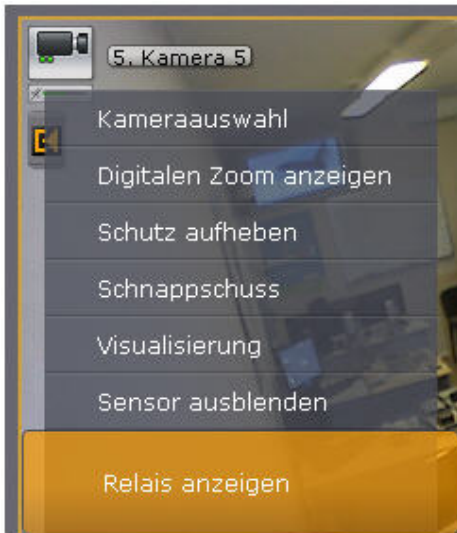 5. Kamera 5
Kameraauswahl
Digitalen Zoom anzeigen
Schutz aufheben
Schnappschuss
Visualisierung
Sensor ausblenden
Relais anzeigen